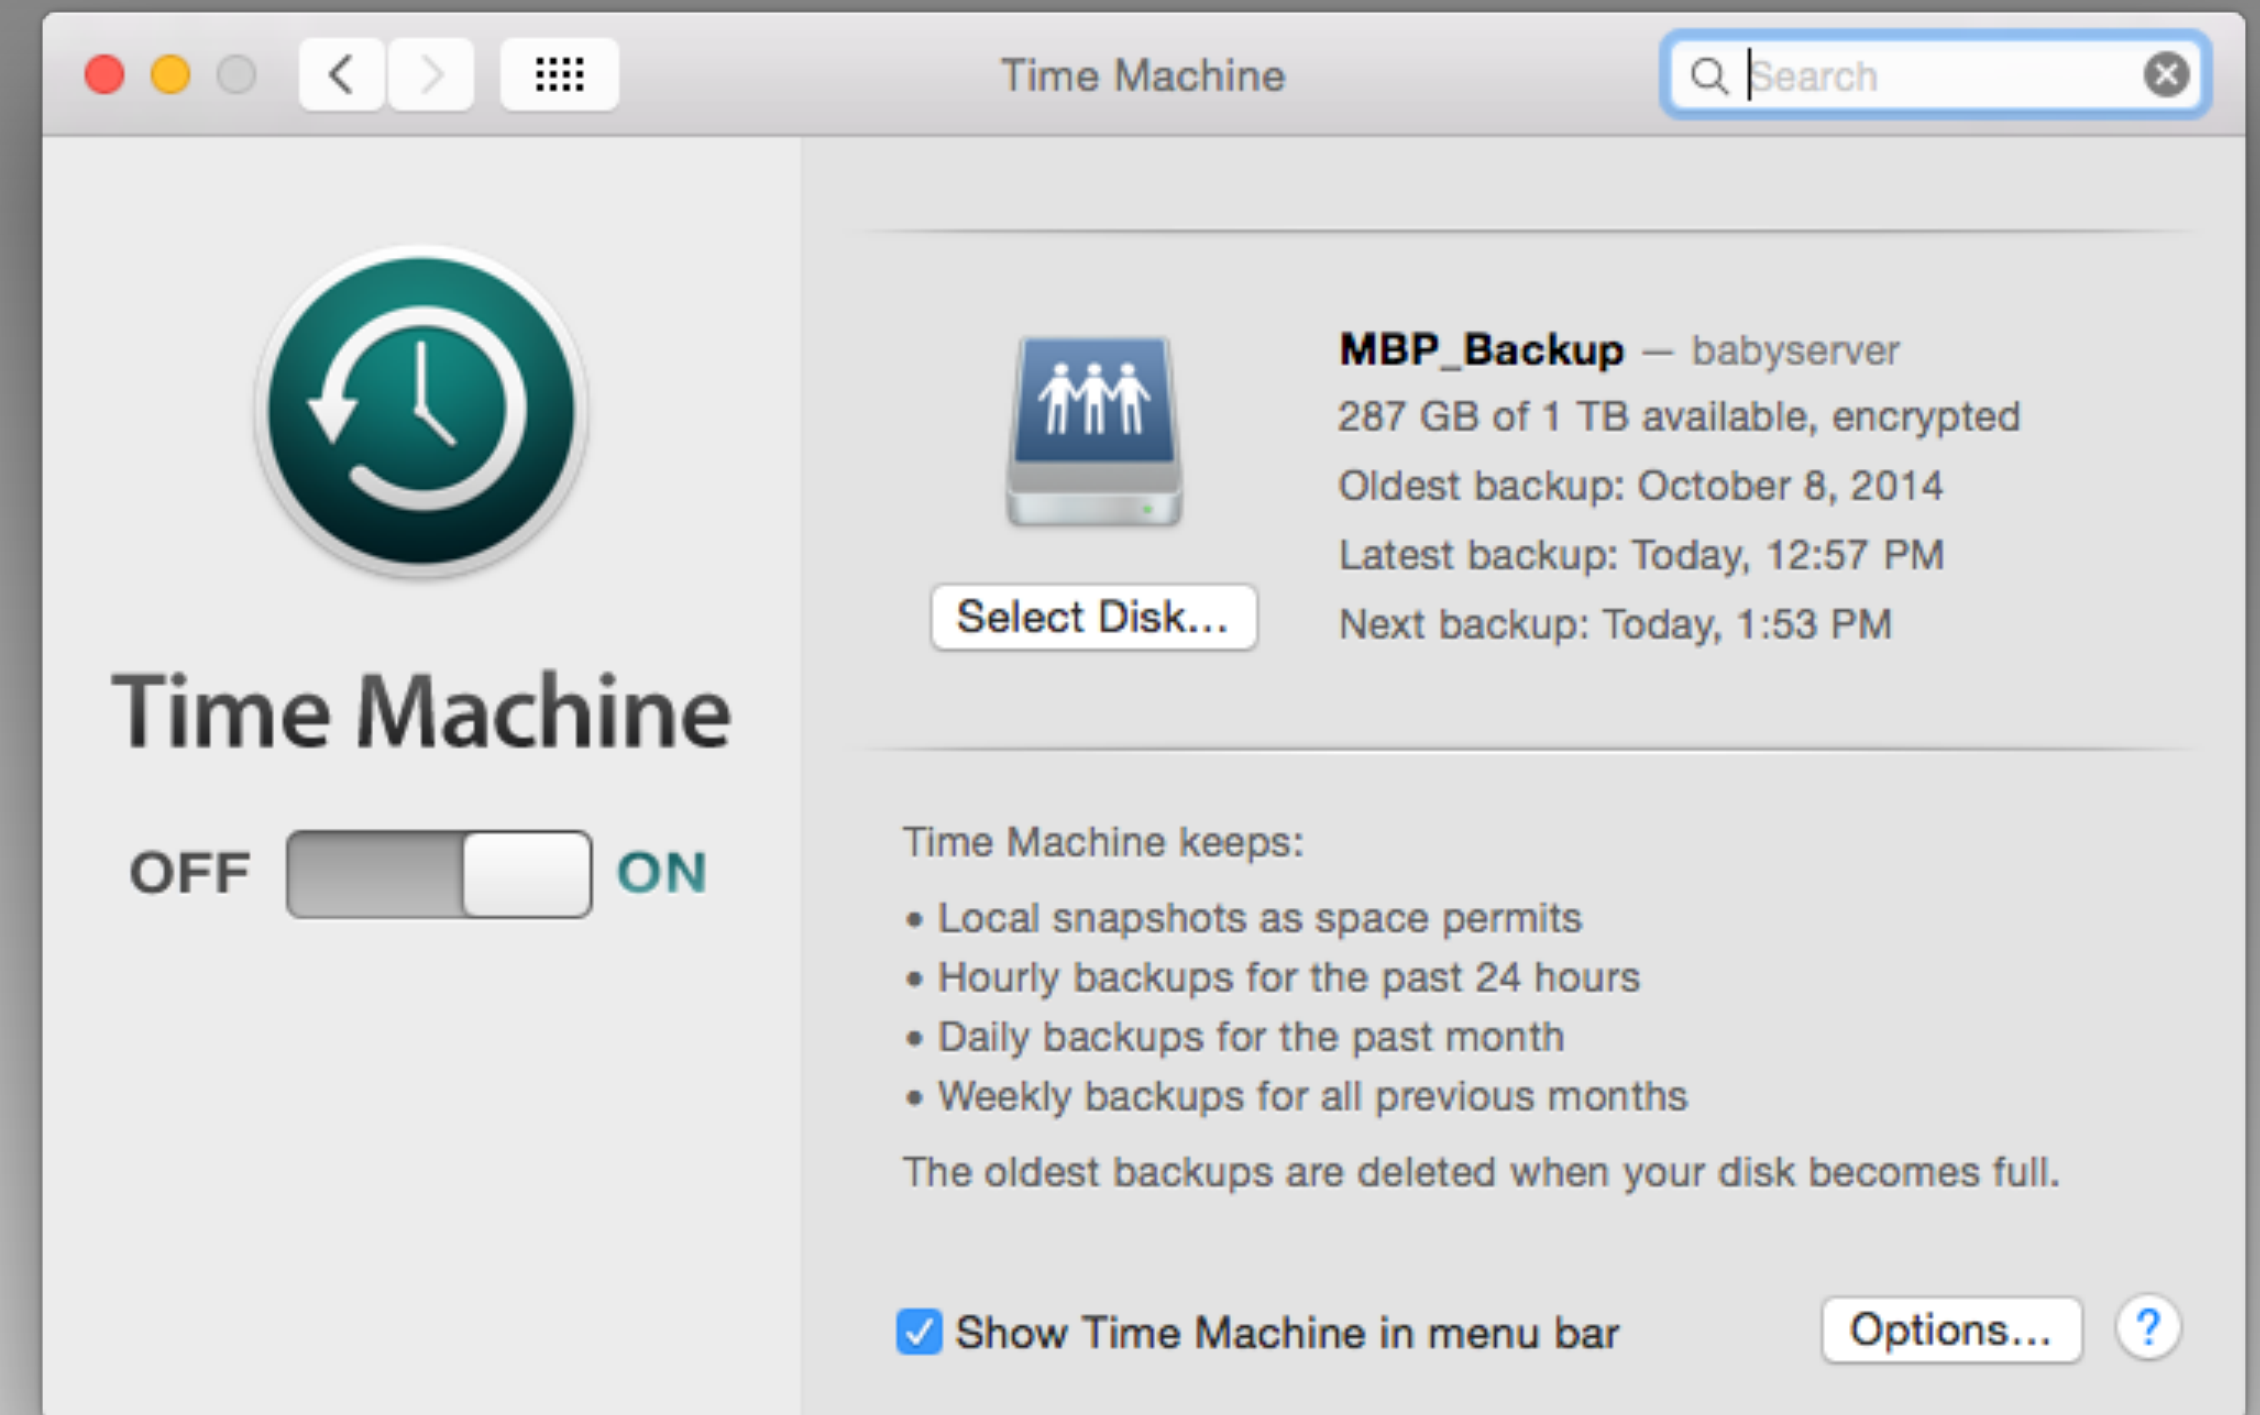 Time Machine
Search
MBP_Backup — babyserver
287 GB of 1 TB available, encrypted
Oldest backup: October 8, 2014
Latest backup: Today, 12:57 PM
Next backup: Today, 1:53 PM
Select Disk...
Time Machine
OFF ON
Time Machine keeps:
• Local snapshots as space permits
• Hourly backups for the past 24 hours
• Daily backups for the past month
• Weekly backups for all previous months
The oldest backups are deleted when your disk becomes full.
Show Time Machine in menu bar
Options...
?